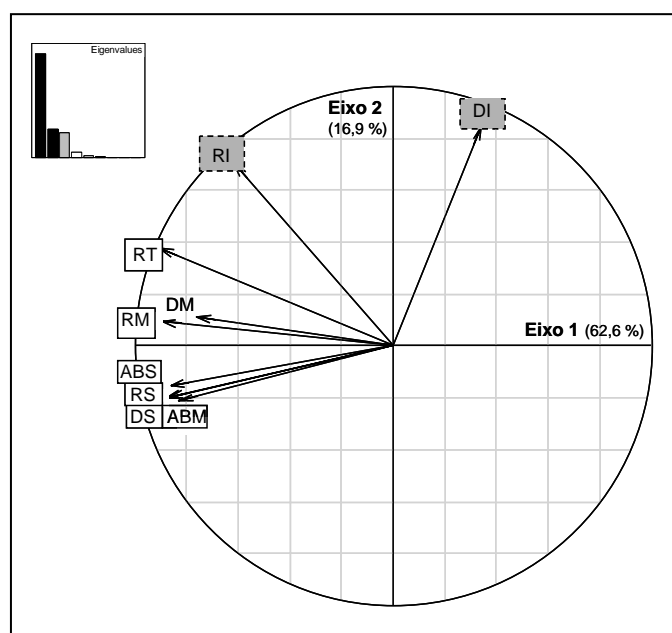 Eigenvalues
Eixo 2
(16,9 %)
DI
RI
RT
DM
RM
Eixo 1 (62,6 %)
ABS
RS
DS ABM